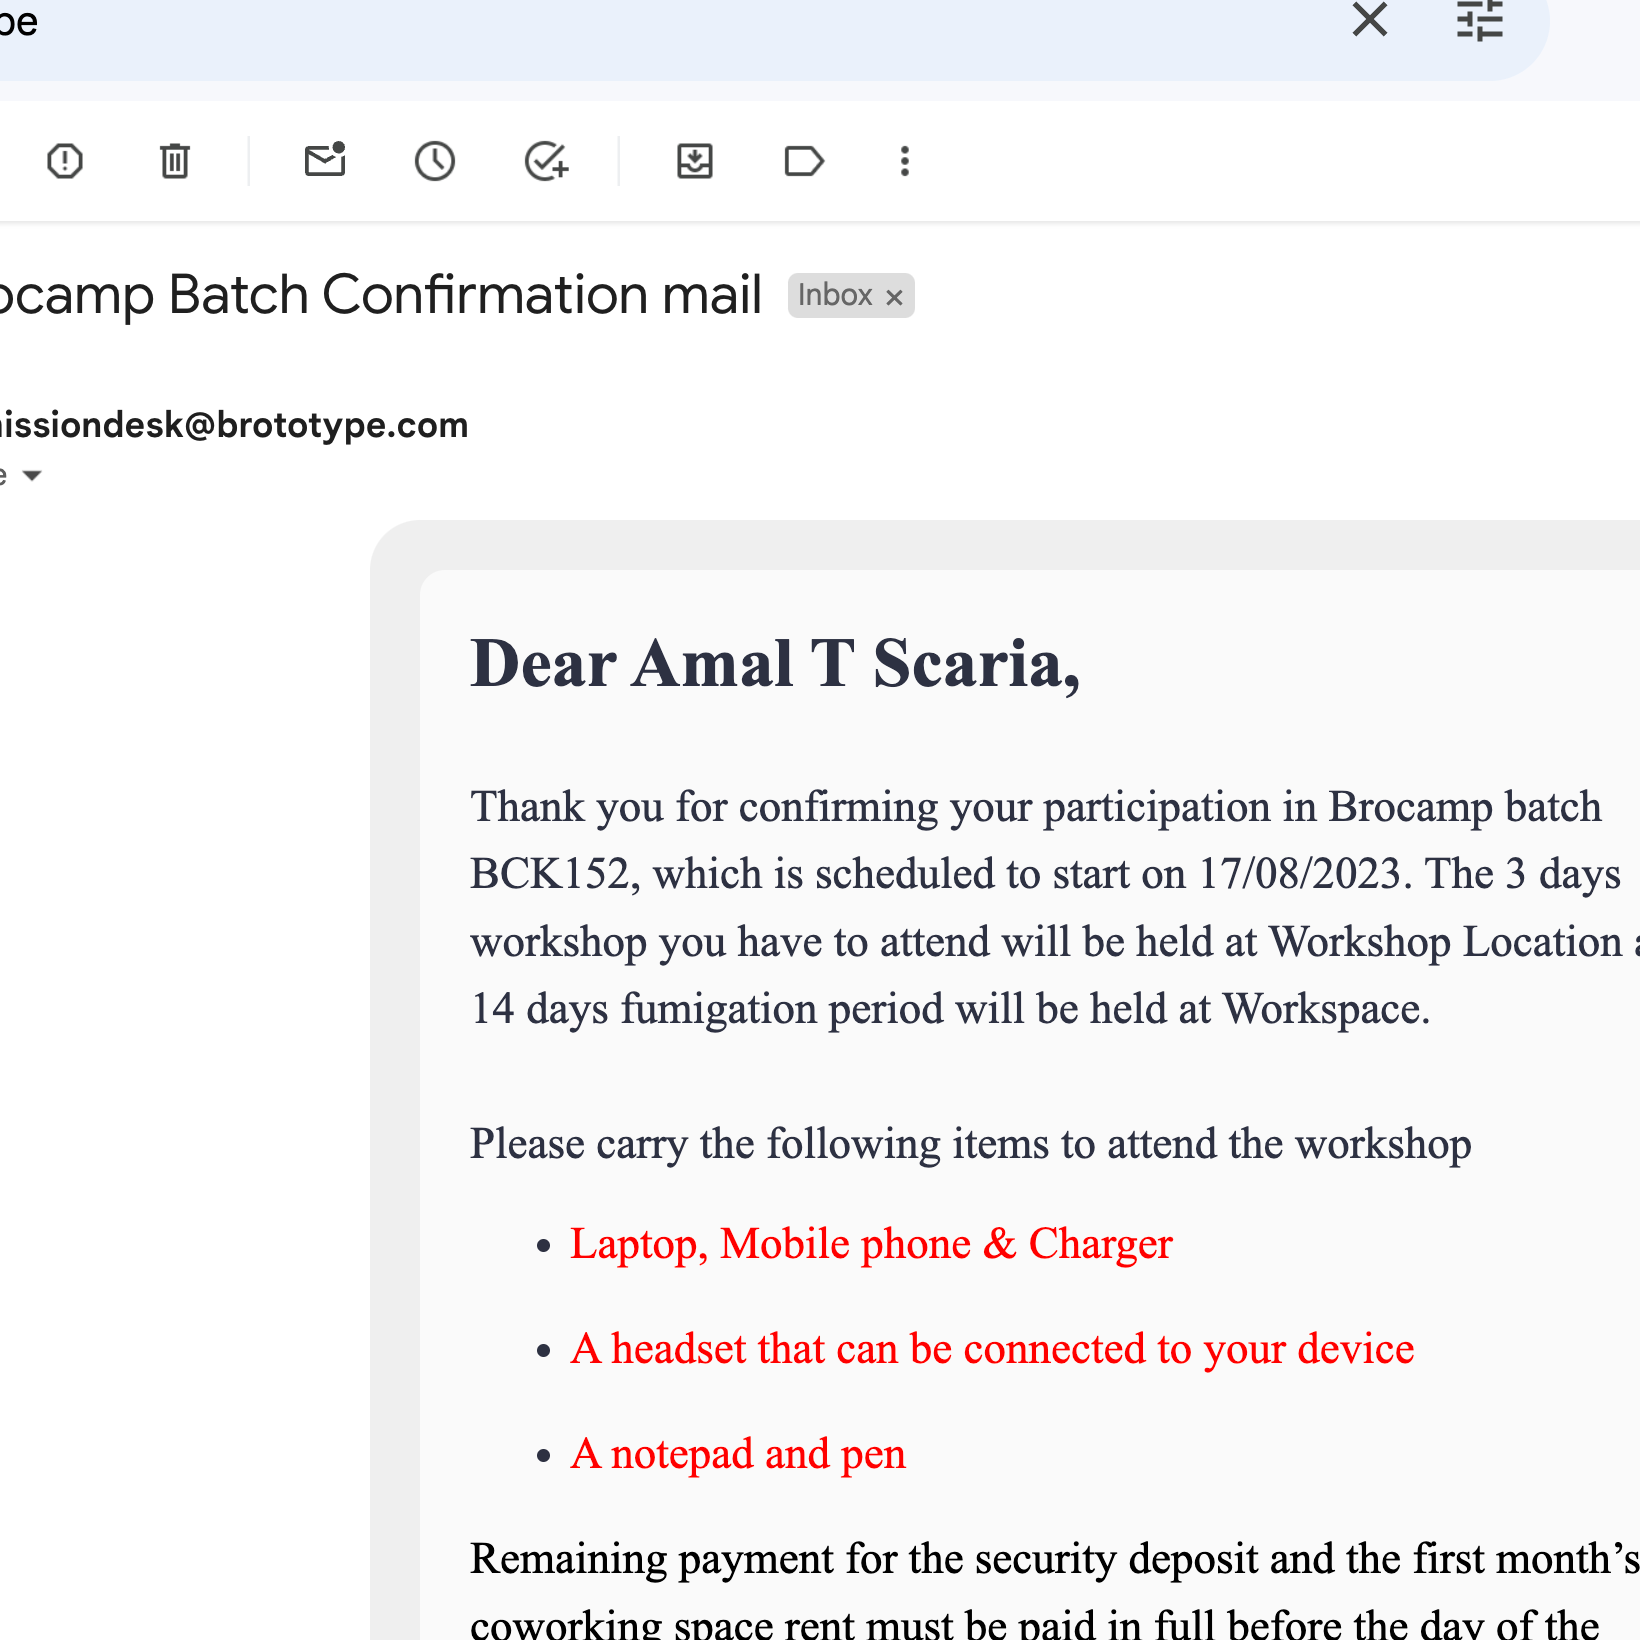 Brocamp Batch Confirmation mail Inbox
missiondesk@brototype.com
Dear Amal T Scaria,
Thank you for confirming your participation in Brocamp batch
BCK152, which is scheduled to start on 17/08/2023. The 3 days
workshop you have to attend will be held at Workshop Location
14 days fumigation period will be held at Workspace.
Please carry the following items to attend the workshop
• Laptop, Mobile phone & Charger
• A headset that can be connected to your device
• A notepad and pen
Remaining payment for the security deposit and the first month’s
coworking space rent must be paid in full before the day of the